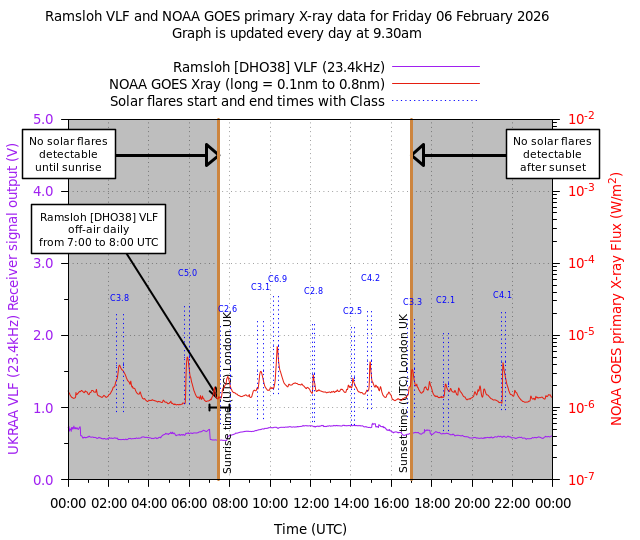 Ramsloh VLF and NOAA GOES primary X-ray data for Friday 06 February 2026
Graph is updated every day at 9.30am
Ramsloh [DHO38] VLF (23.4kHz)
NOAA GOES Xray (long = 0.1nm to 0.8nm)
Solar flares start and end times with Class
UKRAA VLF (23.4kHz) Receiver signal output (V)
5.0
4.0
3.0
2.0
1.0
0.0
No solar flares
detectable
until sunrise
Ramsloh [DHO38] VLF
off-air daily
from 7:00 to 8:00 UTC
No solar flares
detectable
after sunset
C3.8
C5.0
C2.6
C3.1
C6.9
C2.8
C2.5
C4.2
C3.3
C2.1
C4.1
Sunrise time (UTC) London UK
Sunset time (UTC) London UK
10-2
10-3
10-4
10-5
10-6
10-7
NOAA GOES primary X-ray Flux (W/m2)
00:00 02:00 04:00 06:00 08:00 10:00 12:00 14:00 16:00 18:00 20:00 22:00 00:00
Time (UTC)